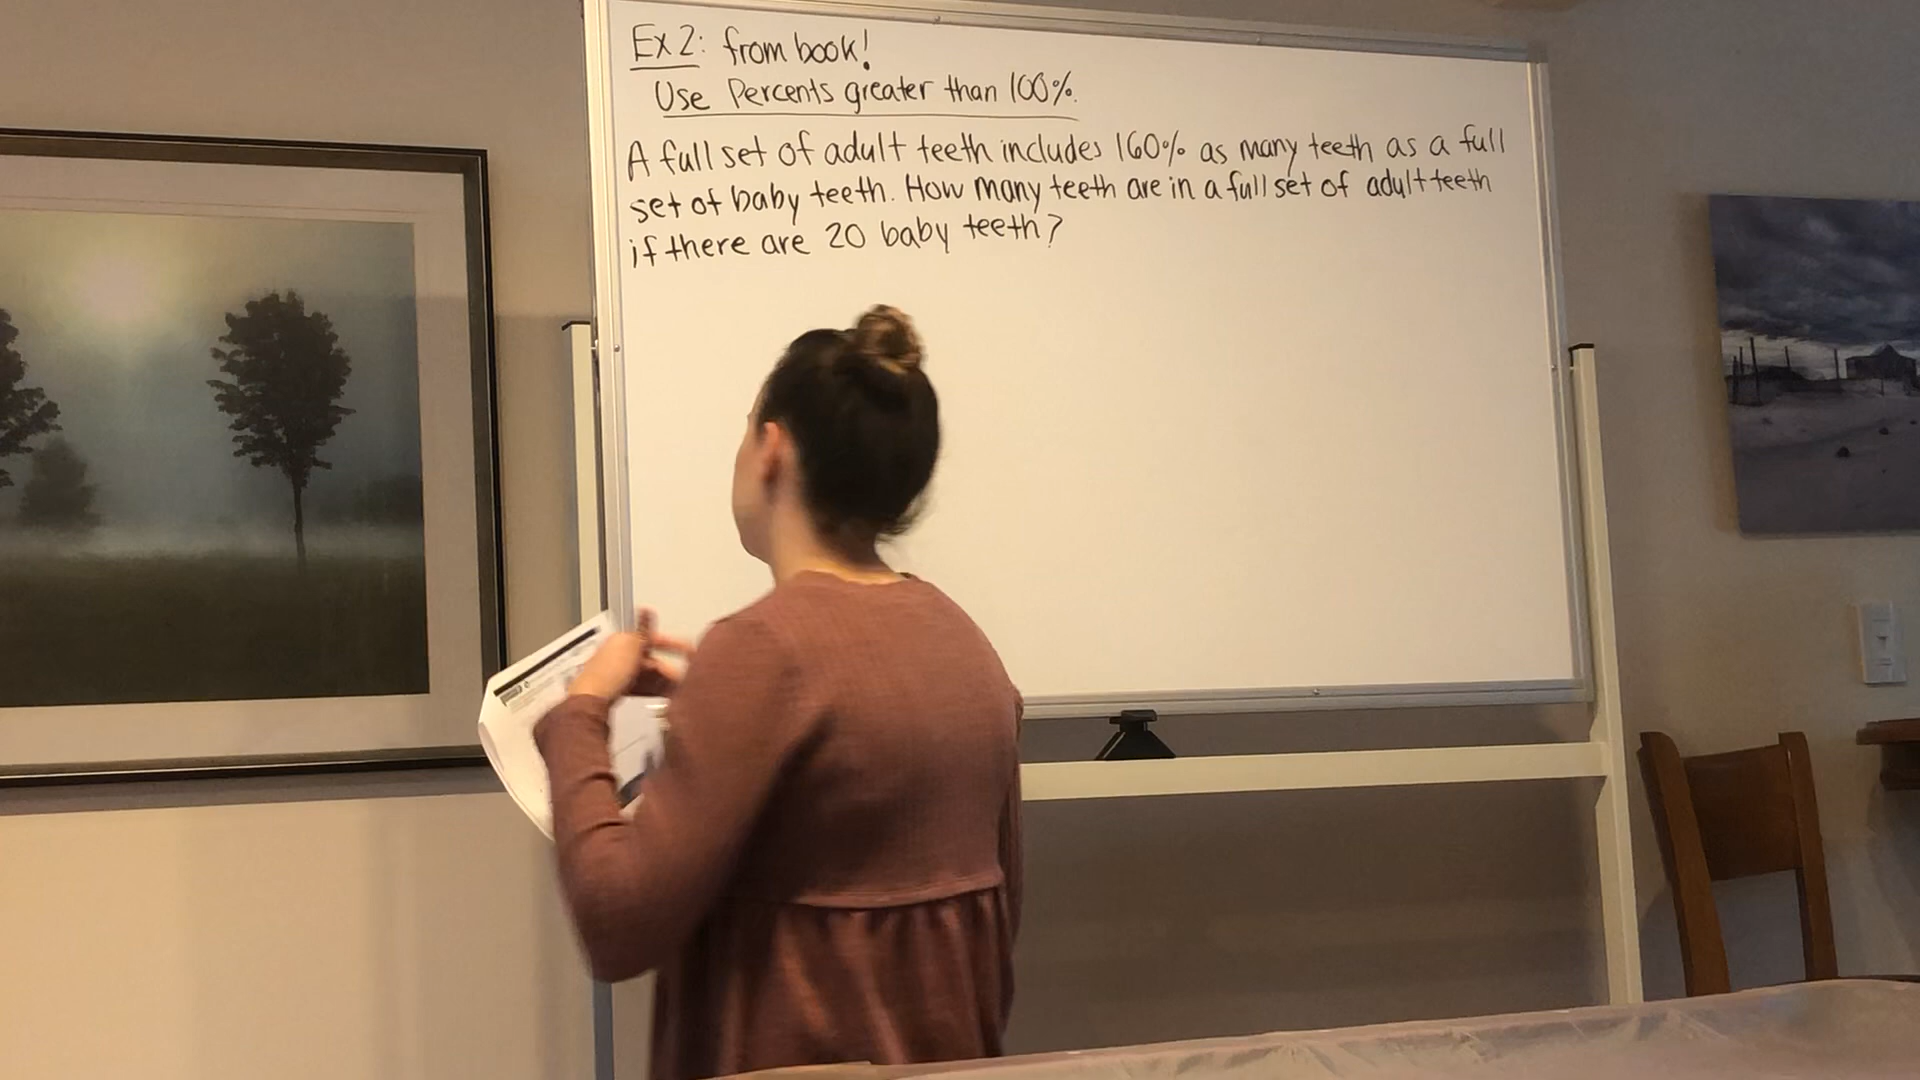 Ex 2: from book!
Use Percents greater than 100%.
A full set of adult teeth includes 160% as many teeth as a full
set of baby teeth. How many teeth are in a full set of adult teeth
if there are 20 baby teeth?